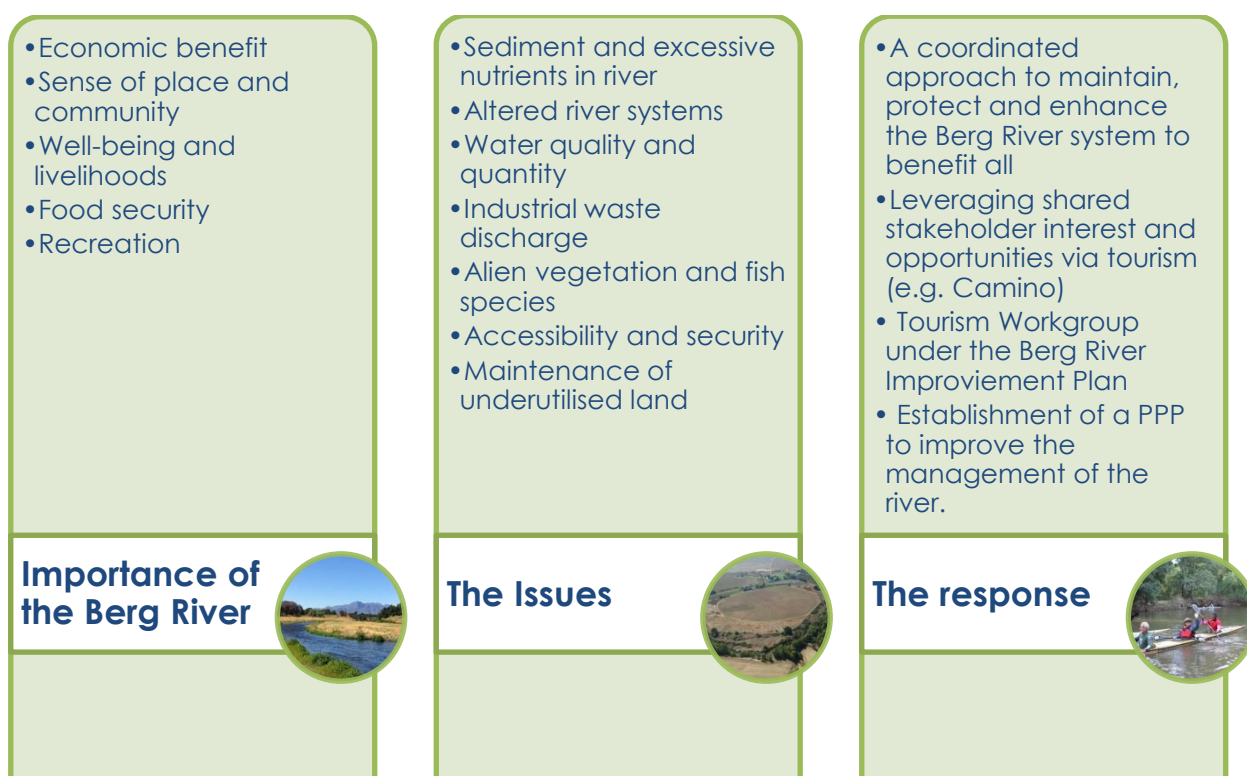 •Economic benefit
•Sense of place and
community
•Well-being and
livelihoods
•Food security
•Recreation
Importance of
the Berg River
•Sediment and excessive
nutrients in river
•Altered river systems
•Water quality and
quantity
•Industrial waste
discharge
•Alien vegetation and fish
species
•Accessibility and security
•Maintenance of
underutilised land
The Issues
•A coordinated
approach to maintain,
protect and enhance
the Berg River system to
benefit all
•Leveraging shared
stakeholder interest and
opportunities via tourism
(e.g. Camino)
• Tourism Workgroup
under the Berg River
Improviement Plan
• Establishment of a PPP
to improve the
management of the
river.
The response